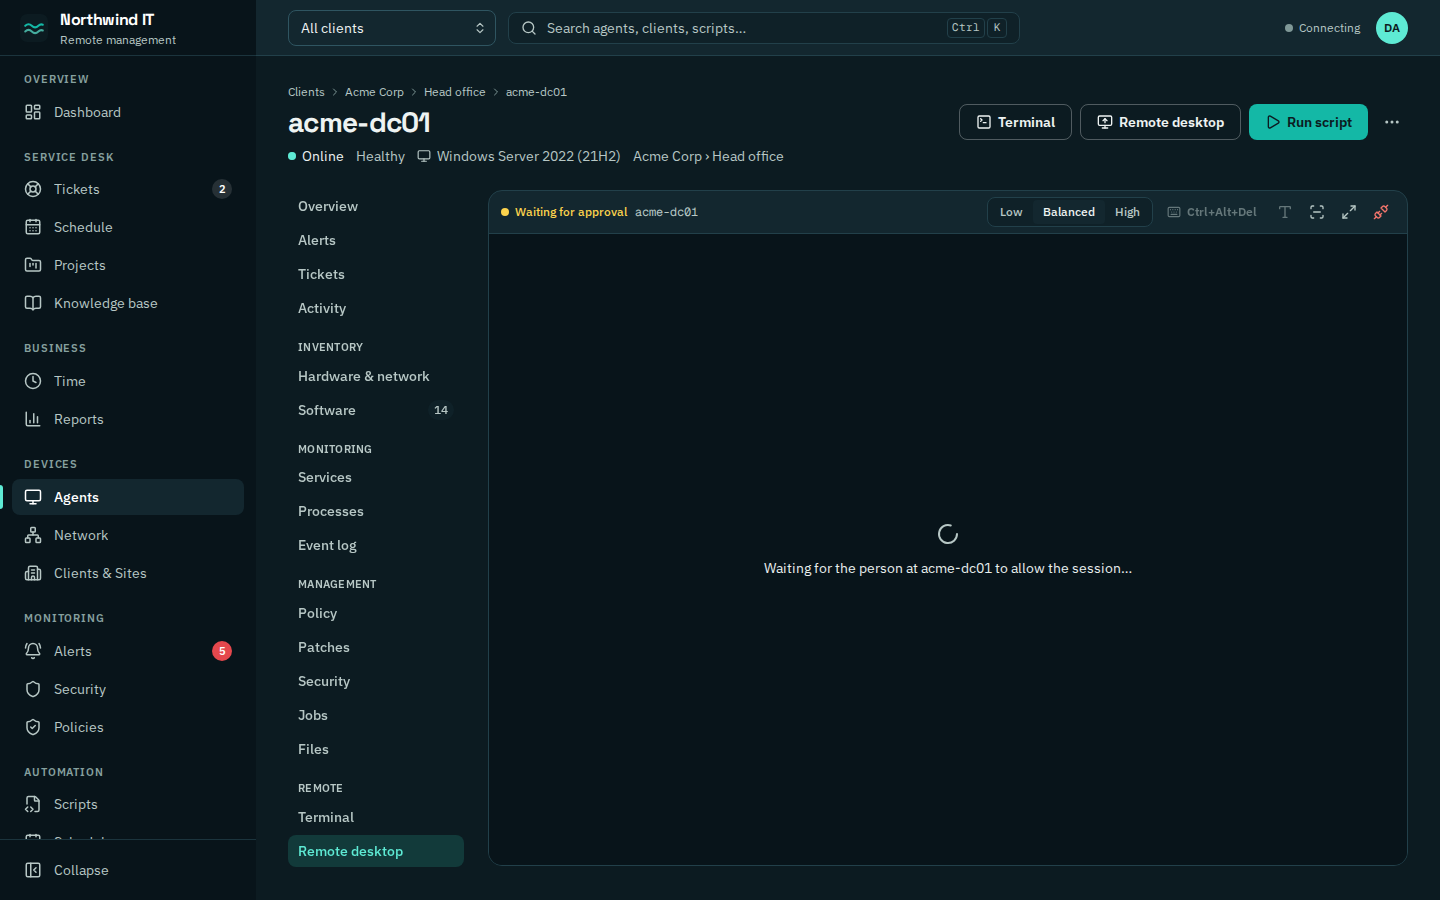 Northwind IT
Remote management
All clients
Search agents, clients, scripts...
Ctrl K
Connecting
DA
OVERVIEW
Dashboard
SERVICE DESK
Tickets 2
Schedule
Projects
Knowledge base
BUSINESS
Time
Reports
DEVICES
Agents
Network
Clients & Sites
MONITORING
Alerts 5
Security
Policies
AUTOMATION
Scripts
Collapse
Clients > Acme Corp > Head office > acme-dc01
acme-dc01
Terminal
Remote desktop
Run script
Online Healthy Windows Server 2022 (21H2) Acme Corp › Head office
Overview
Alerts
Tickets
Activity
INVENTORY
Hardware & network
Software 14
MONITORING
Services
Processes
Event log
MANAGEMENT
Policy
Patches
Security
Jobs
Files
REMOTE
Terminal
Remote desktop
Waiting for approval acme-dc01
Low Balanced High
Ctrl+Alt+Del
Waiting for the person at acme-dc01 to allow the session...